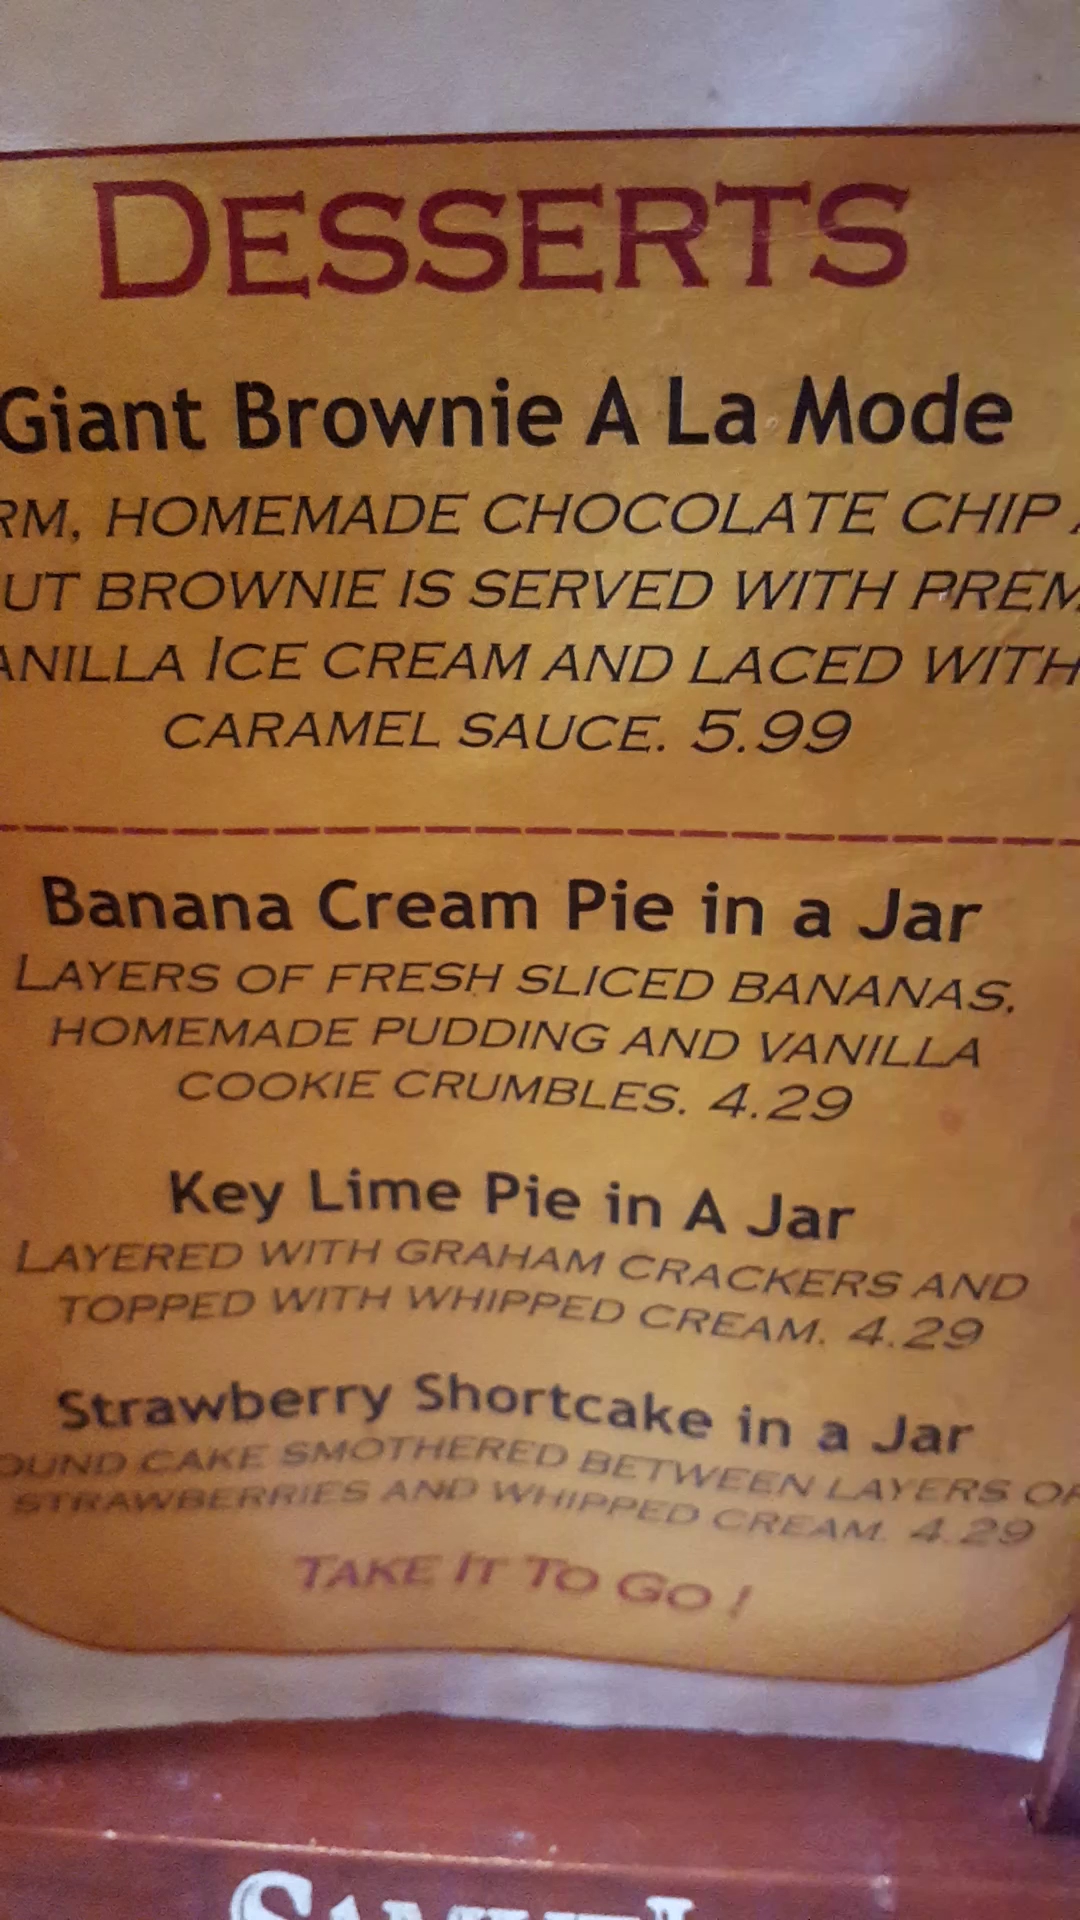 DESSERTS
Giant Brownie A La Mode
RM, HOMEMADE CHOCOLATE CHIP
UT BROWNIE IS SERVED WITH PREM
ANILLA ICE CREAM AND LACED WITH
CARAMEL SAUCE. 5.99
Banana Cream Pie in a Jar
LAYERS OF FRESH SLICED BANANAS,
HOMEMADE PUDDING AND VANILLA
COOKIE CRUMBLES. 4.29
Key Lime Pie in A Jar
LAYERED WITH GRAHAM CRACKERS AND
TOPPED WITH WHIPPED CREAM. 4.29
Strawberry Shortcake in a Jar
OUND CAKE SMOTHERED BETWEEN LAYERS OF
STRAWBERRIES AND WHIPPED CREAM. 4.29
TAKE IT TO GO !
SAMUEL